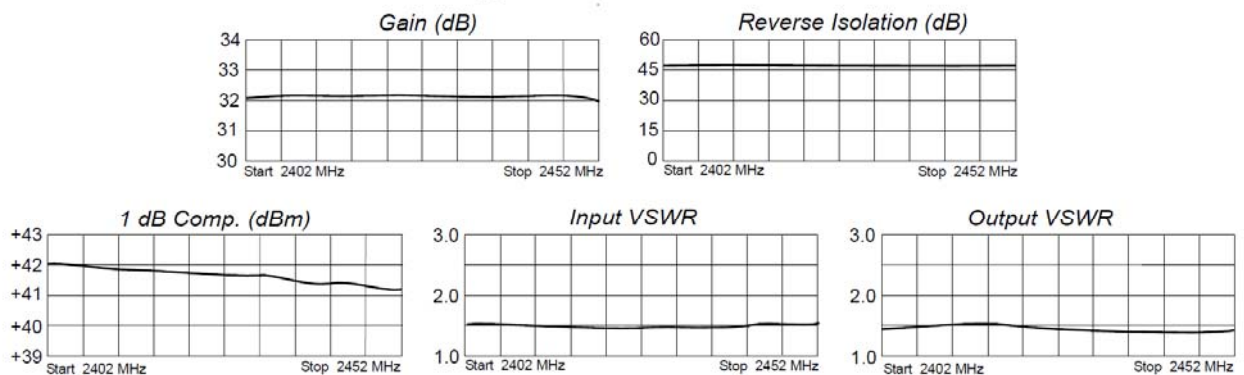 Gain (dB)
34
33
32
31
30
Start 2402 MHz
Stop 2452 MHz
Reverse Isolation (dB)
60
45
30
15
0
Start 2402 MHz
Stop 2452 MHz
1 dB Comp. (dBm)
+43
+42
+41
+40
+39
Start 2402 MHz
Stop 2452 MHz
Input VSWR
3.0
2.0
1.0
Start 2402 MHz
Stop 2452 MHz
Output VSWR
3.0
2.0
1.0
Start 2402 MHz
Stop 2452 MHz